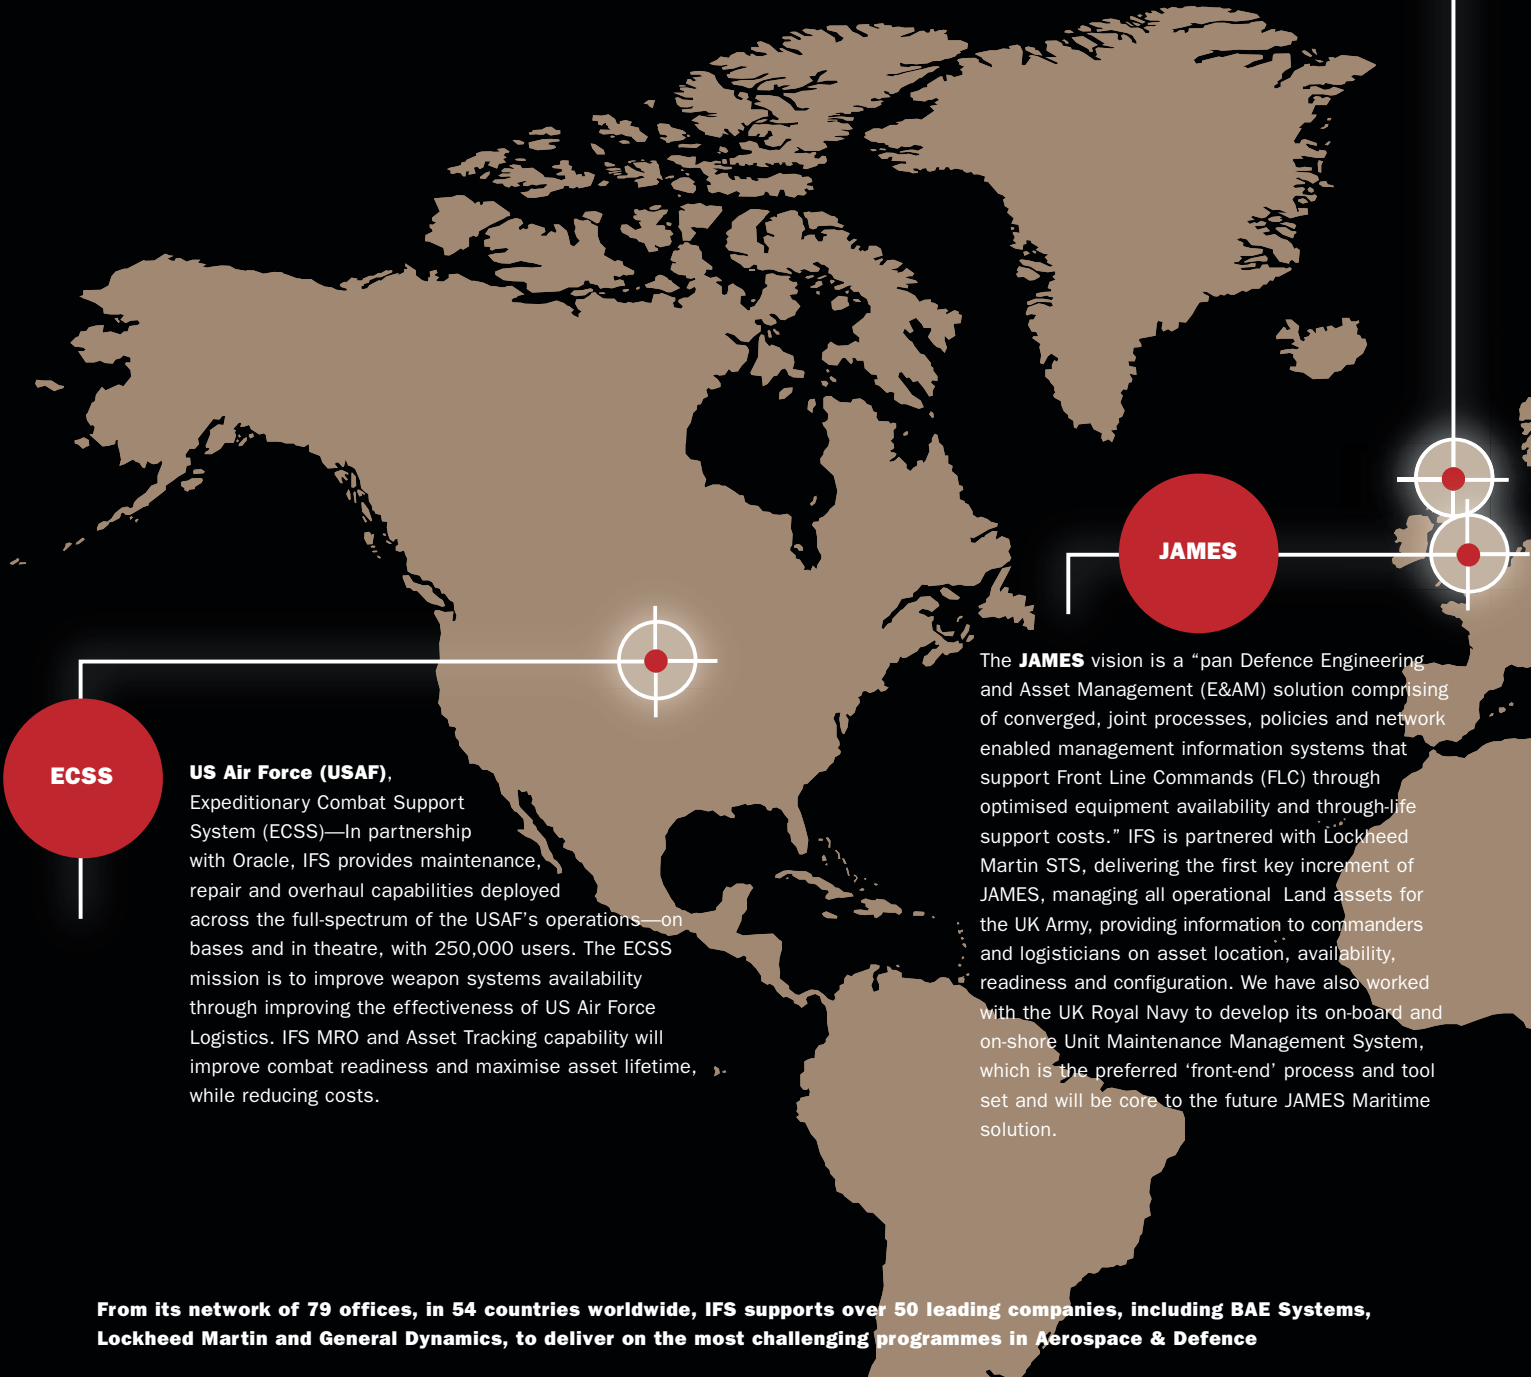 JAMES
The JAMES vision is a “pan Defence Engineering
and Asset Management (E&AM) solution comprising
of converged, joint processes, policies and network
enabled management information systems that
support Front Line Commands (FLC) through
optimised equipment availability and through-life
support costs.” IFS is partnered with Lockheed
Martin STS, delivering the first key increment of
JAMES, managing all operational  Land assets for
the UK Army, providing information to commanders
and logisticians on asset location, availability,
readiness and configuration. We have also worked
with the UK Royal Navy to develop its on-board and
on-shore Unit Maintenance Management System,
which is the preferred ‘front-end’ process and tool
set and will be core to the future JAMES Maritime
solution.
ECSS
US Air Force (USAF),
Expeditionary Combat Support
System (ECSS)—In partnership
with Oracle, IFS provides maintenance,
repair and overhaul capabilities deployed
across the full-spectrum of the USAF’s operations—on
bases and in theatre, with 250,000 users. The ECSS
mission is to improve weapon systems availability
through improving the effectiveness of US Air Force
Logistics. IFS MRO and Asset Tracking capability will
improve combat readiness and maximise asset lifetime,
while reducing costs.
From its network of 79 offices, in 54 countries worldwide, IFS supports over 50 leading companies, including BAE Systems,
Lockheed Martin and General Dynamics, to deliver on the most challenging programmes in Aerospace & Defence